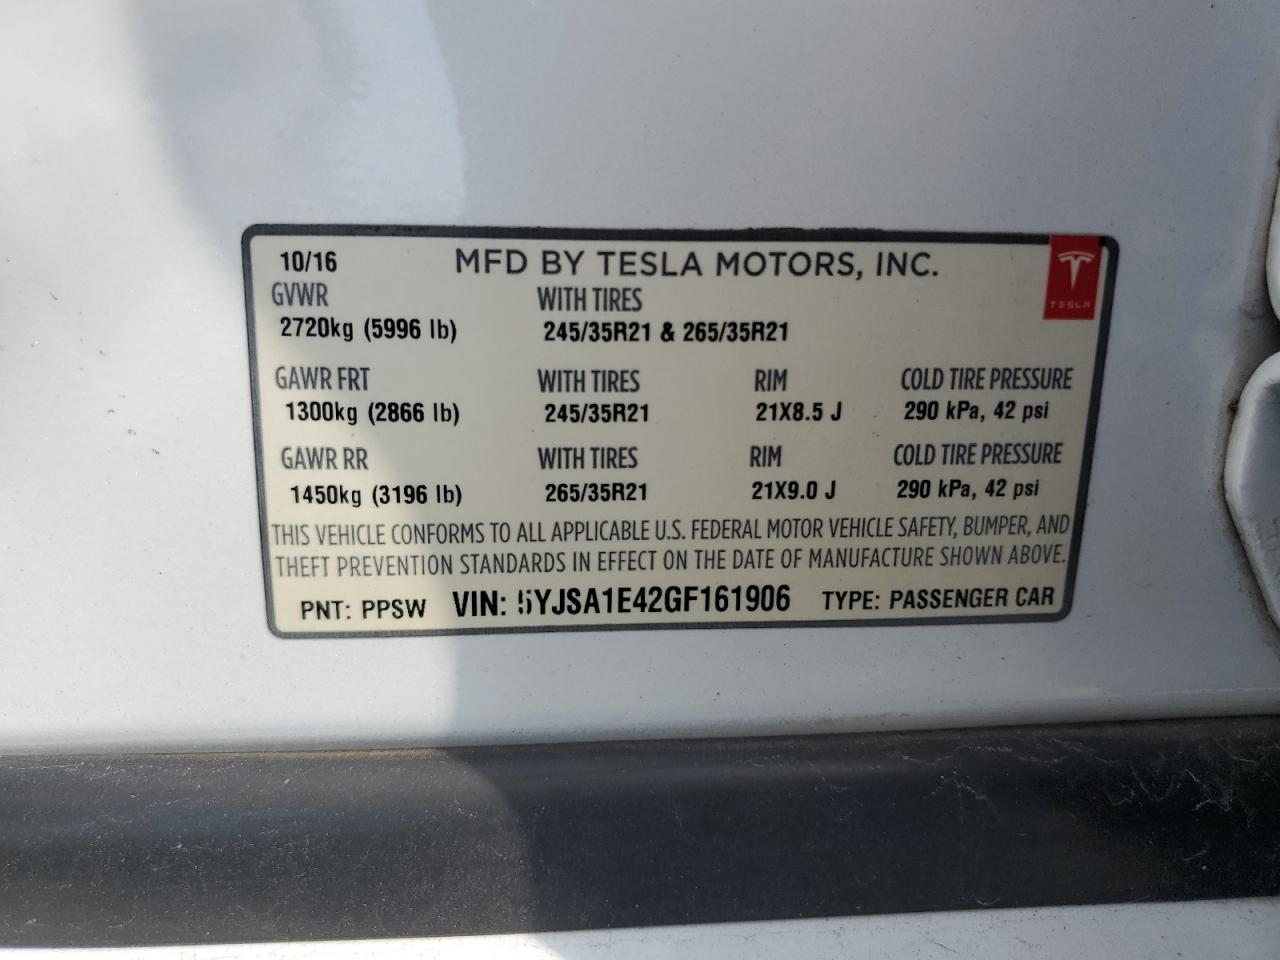 10/16 MFD BY TESLA MOTORS, INC.
TESLA
GVWR WITH TIRES
2720kg (5996 lb) 245/35R21 & 265/35R21
GAWR FRT WITH TIRES RIM COLD TIRE PRESSURE
1300kg (2866 lb) 245/35R21 21X8.5 J 290 kPa, 42 psi
GAWR RR WITH TIRES RIM COLD TIRE PRESSURE
1450kg (3196 lb) 265/35R21 21X9.0 J 290 kPa, 42 psi
THIS VEHICLE CONFORMS TO ALL APPLICABLE U.S. FEDERAL MOTOR VEHICLE SAFETY, BUMPER, AND
THEFT PREVENTION STANDARDS IN EFFECT ON THE DATE OF MANUFACTURE SHOWN ABOVE.
PNT: PPSW VIN: 5YJSA1E42GF161906 TYPE: PASSENGER CAR